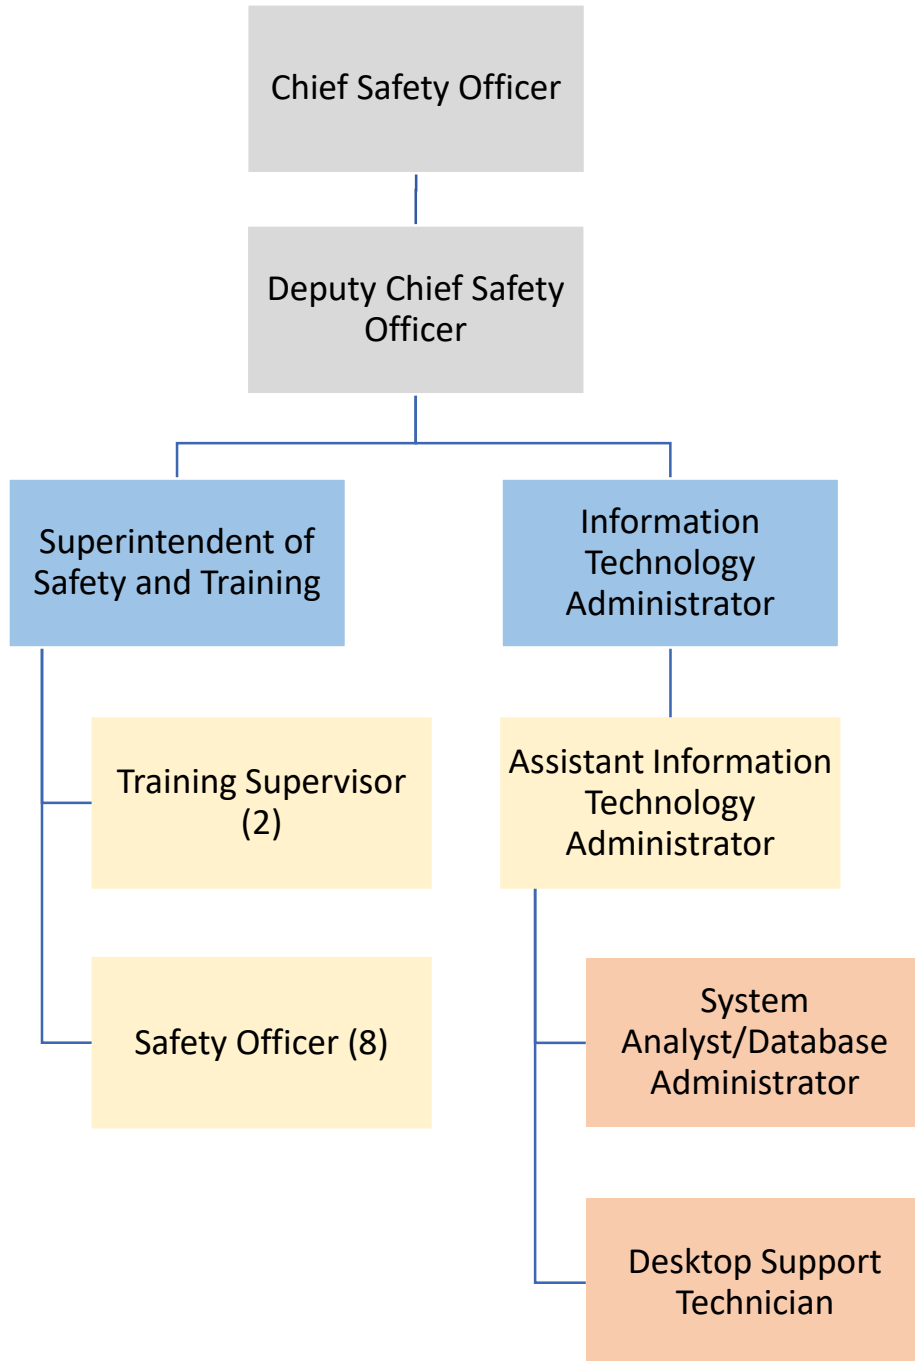 Chief Safety Officer
Deputy Chief Safety
Officer
Superintendent of
Safety and Training
Information
Technology
Administrator
Training Supervisor
(2)
Assistant Information
Technology
Administrator
Safety Officer (8)
System
Analyst/Database
Administrator
Desktop Support
Technician